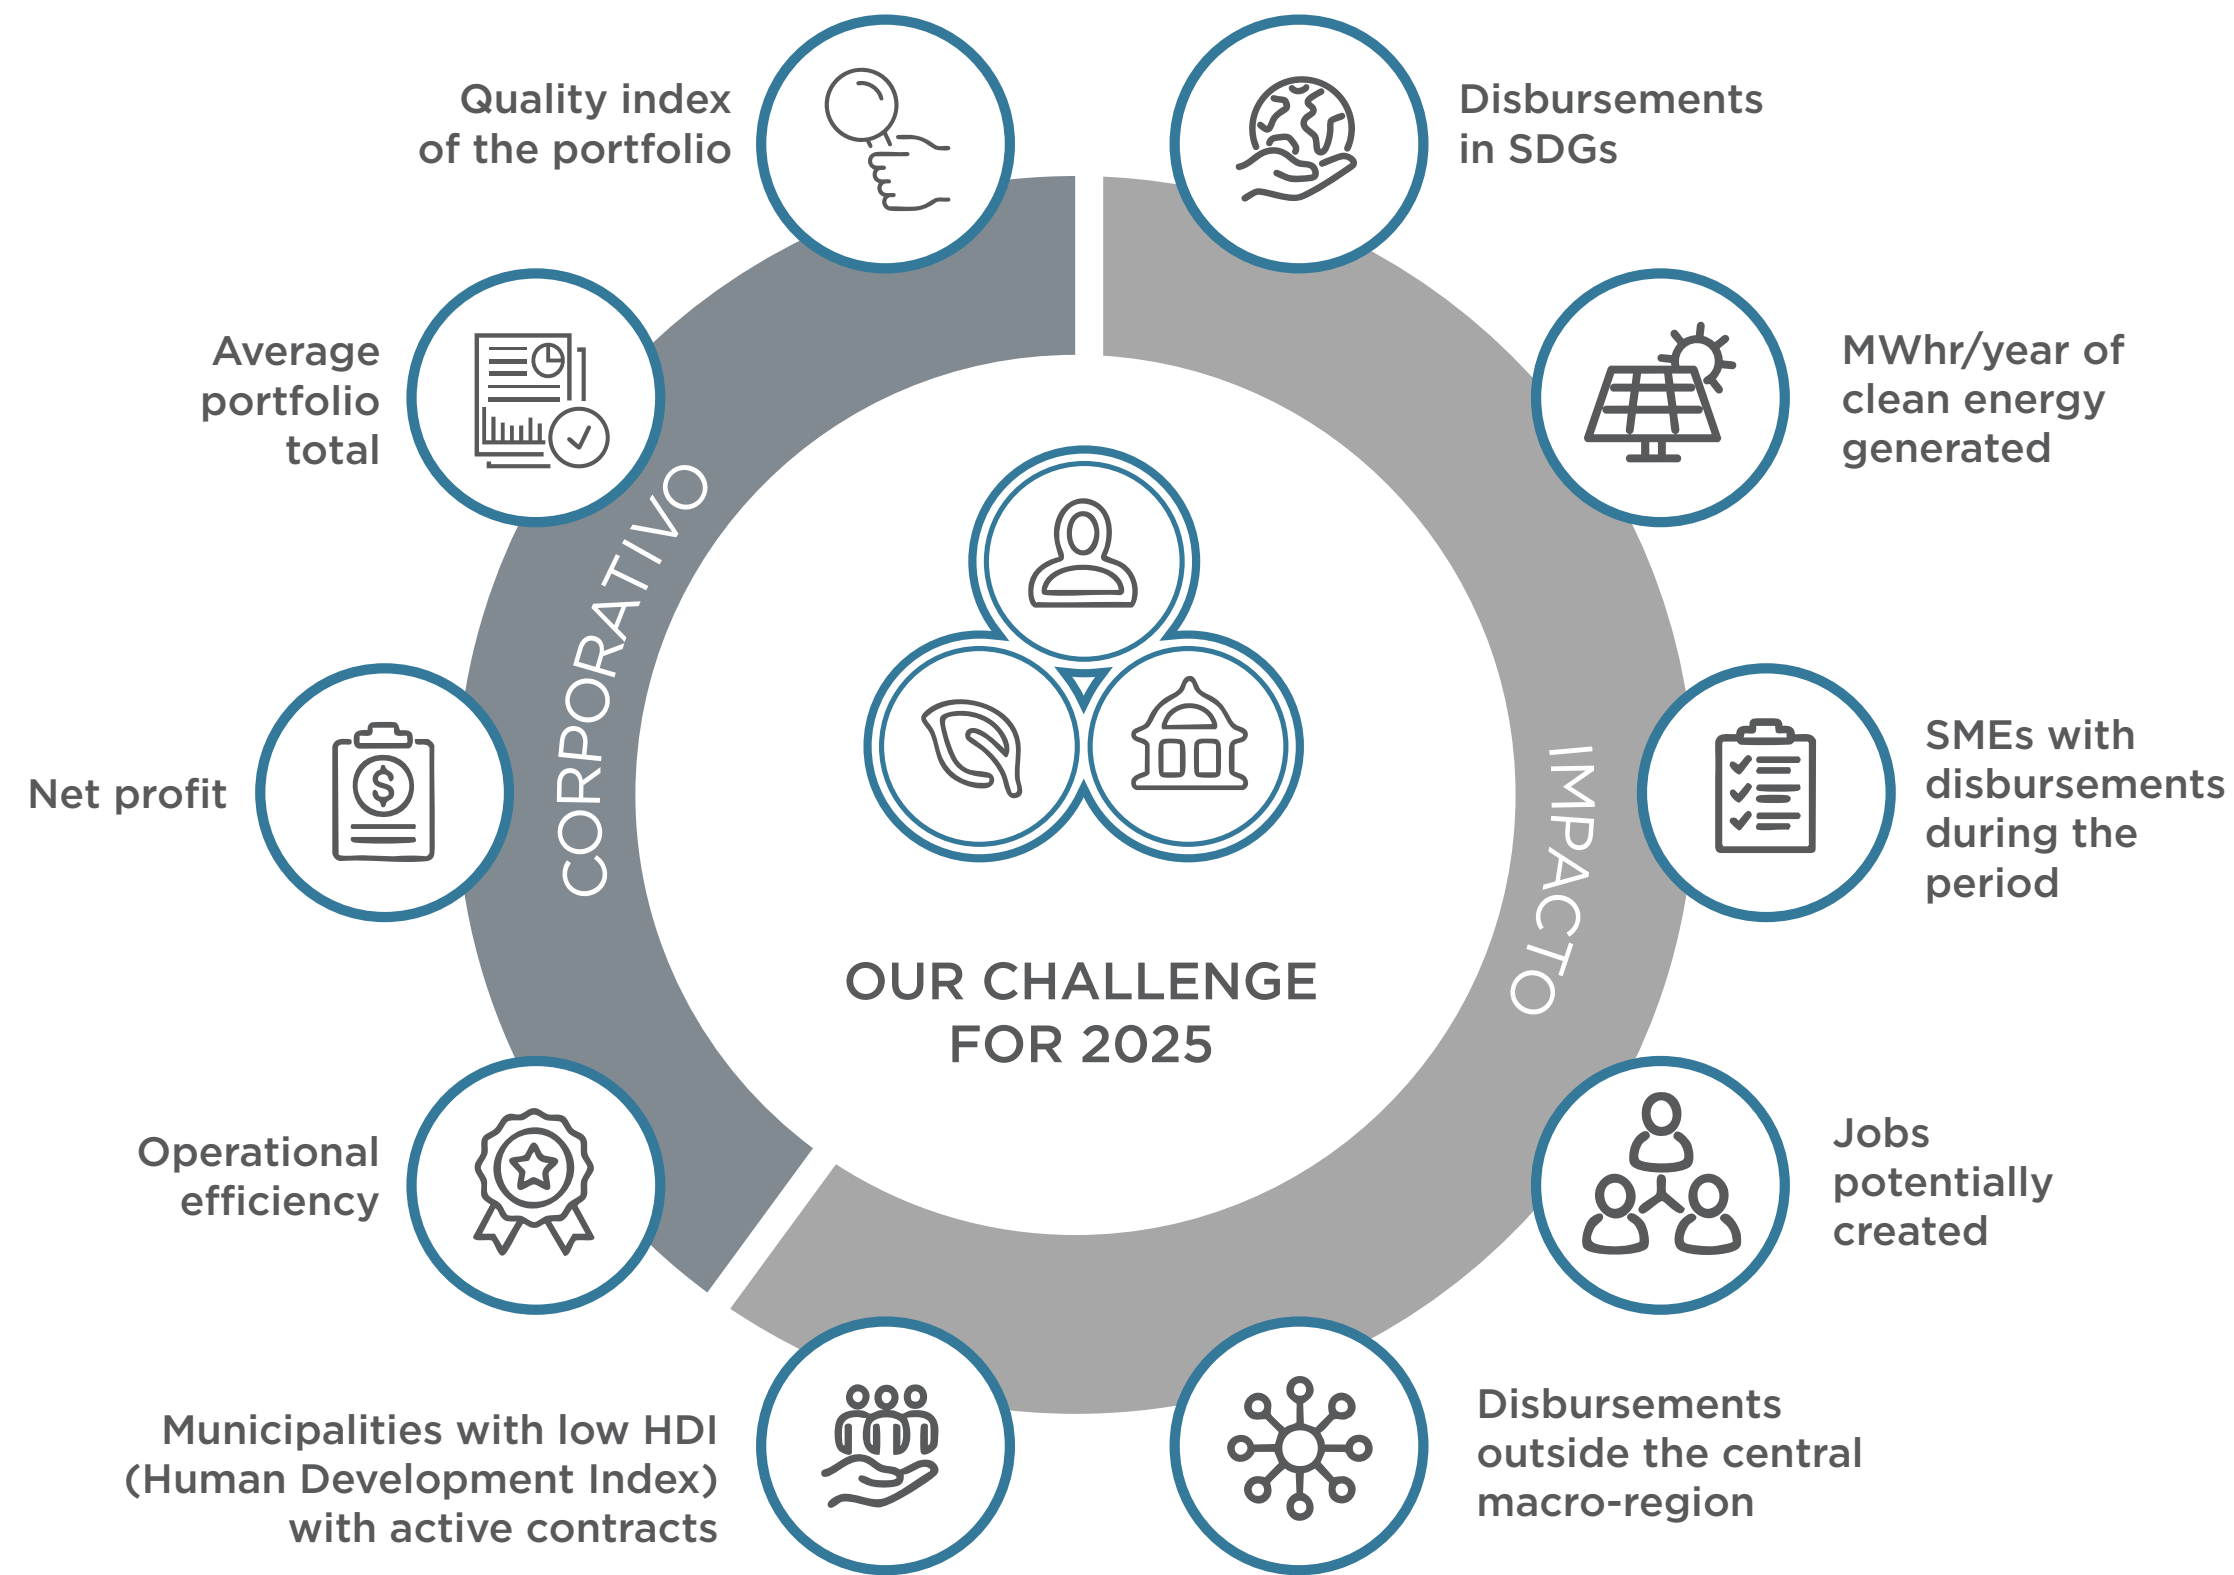 Quality index
of the portfolio
Disbursements
in SDGs
Average
portfolio
total
MWhr/year of
clean energy
generated
CORPORATIVO
Net profit
SMEs with
disbursements
during the
period
IMPACTO
OUR CHALLENGE
FOR 2025
Operational
efficiency
Jobs
potentially
created
Municipalities with low HDI
(Human Development Index)
with active contracts
Disbursements
outside the central
macro-region
$